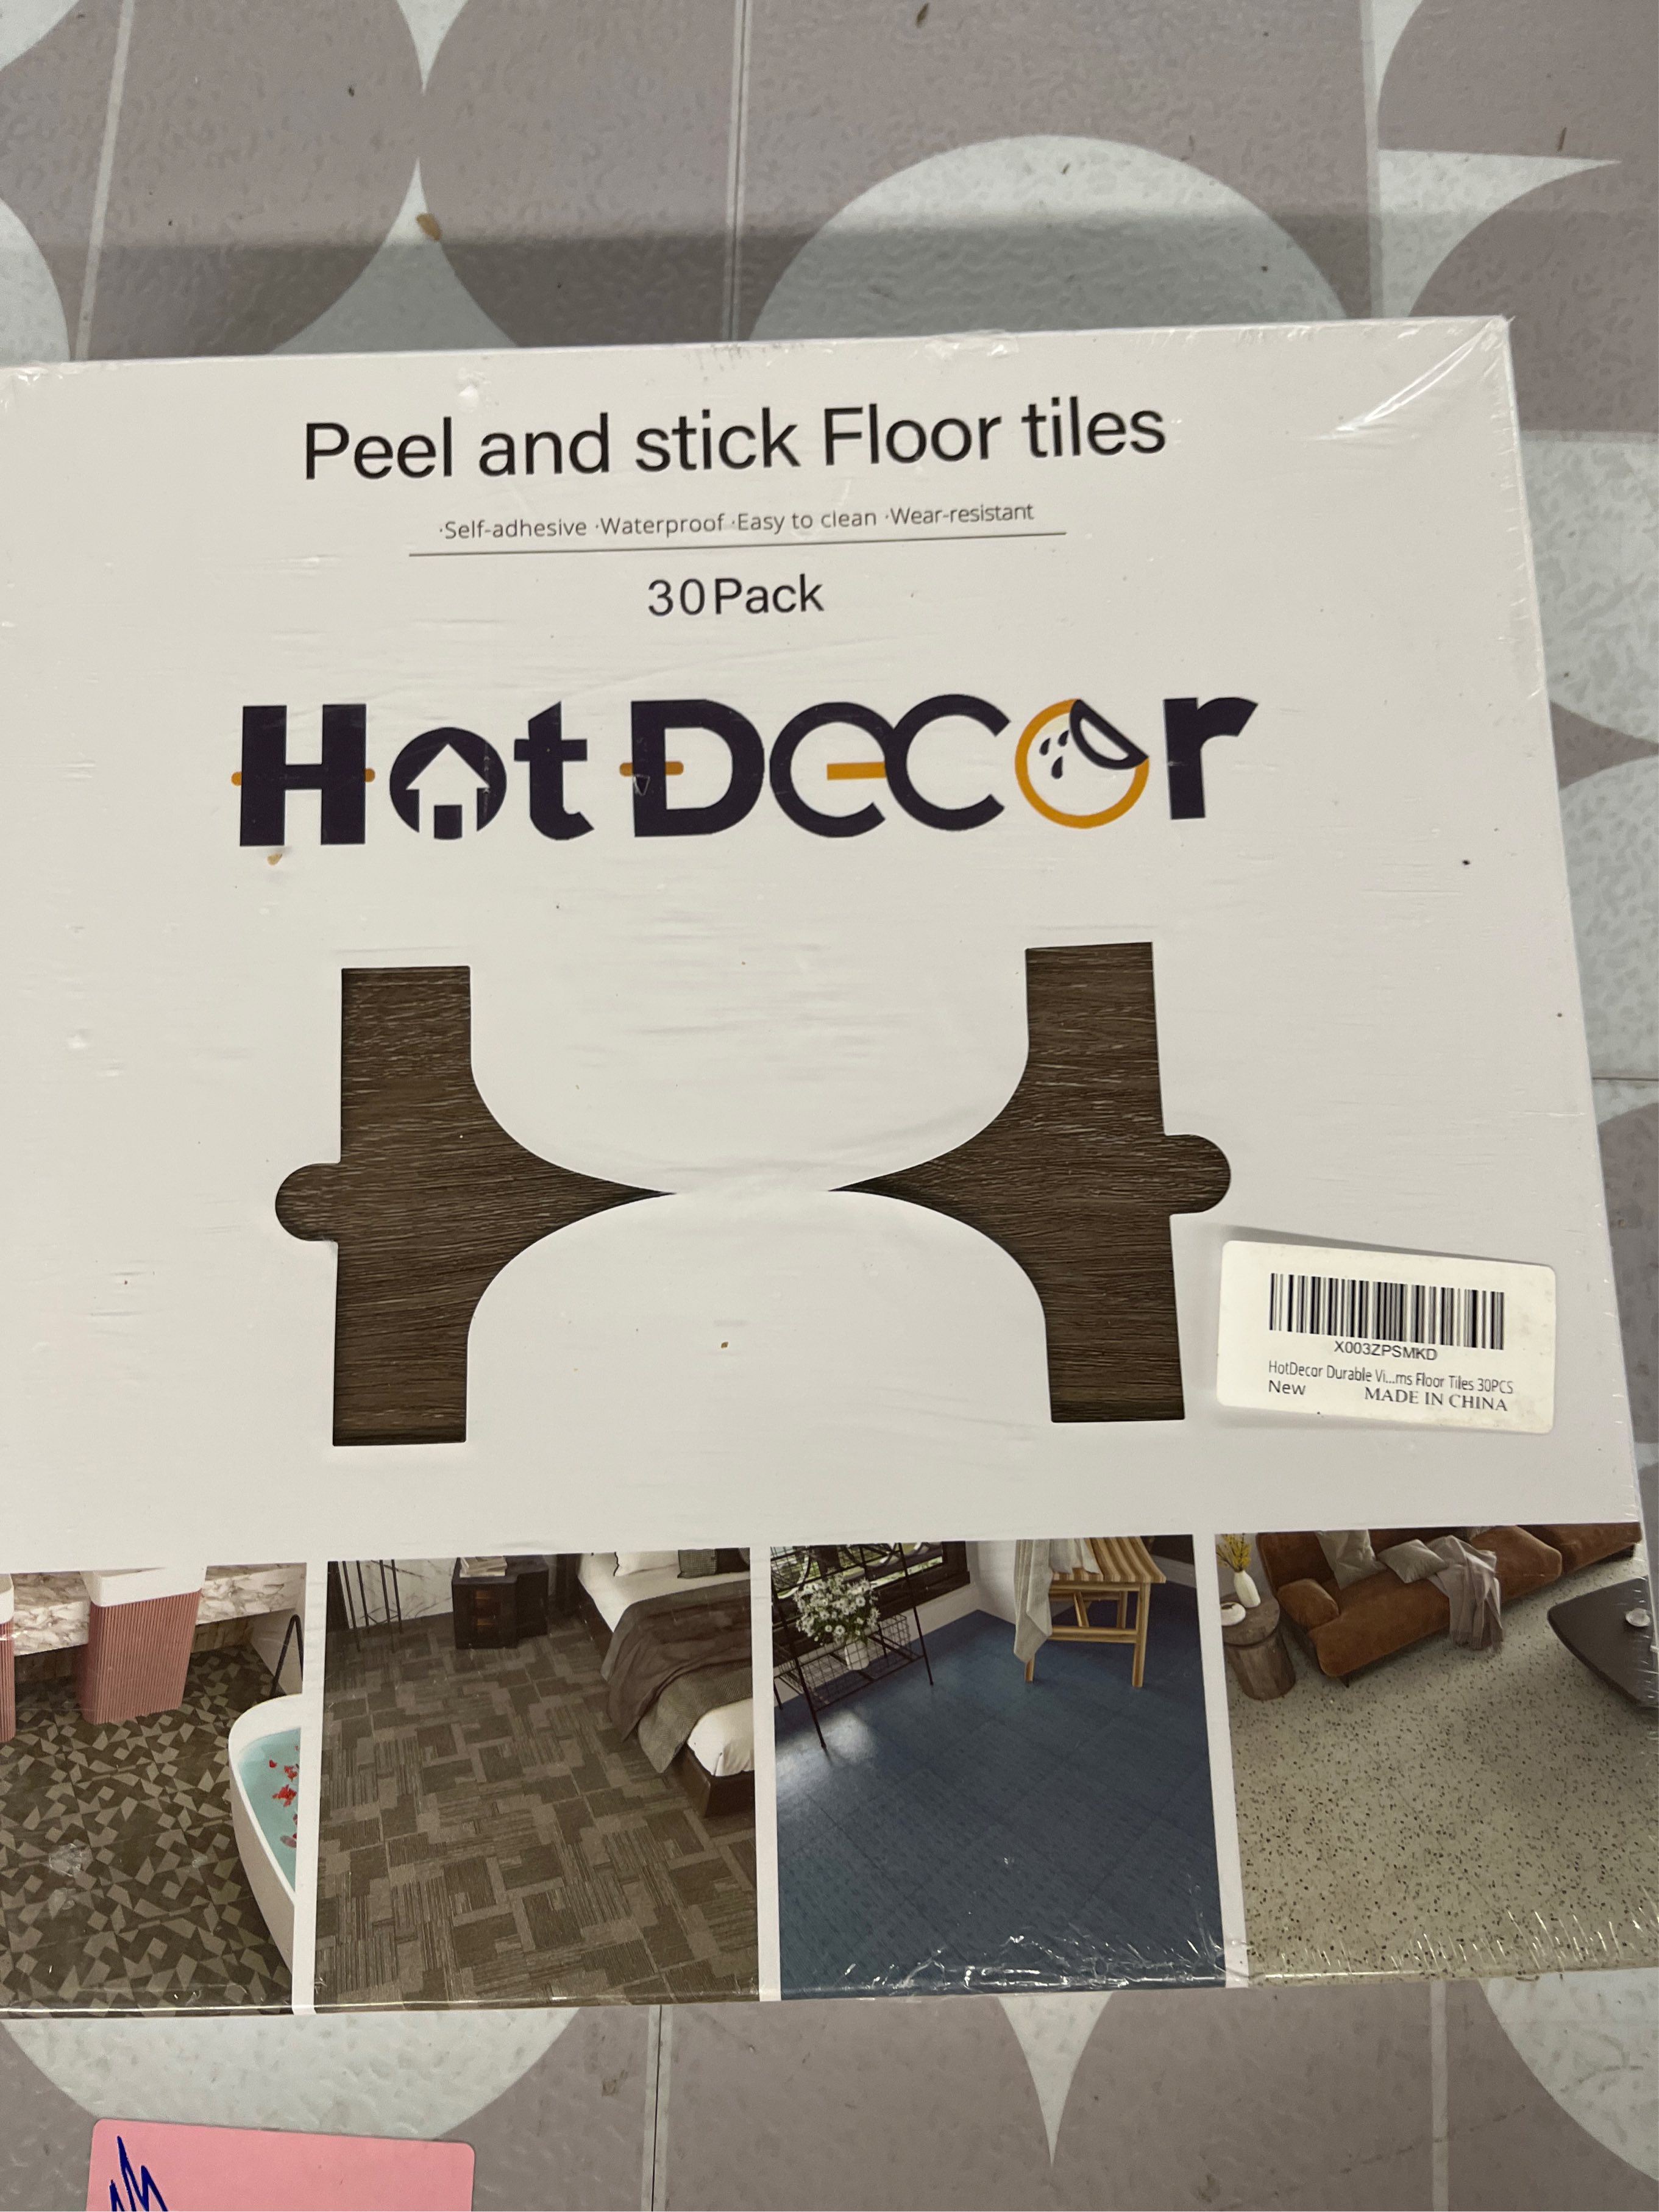 Peel and stick Floor tiles
·Self-adhesive ·Waterproof ·Easy to clean ·Wear-resistant
30Pack
HotDecor
X003ZPSMKD
HotDecor Durable Vi...ms Floor Tiles 30PCS
New MADE IN CHINA